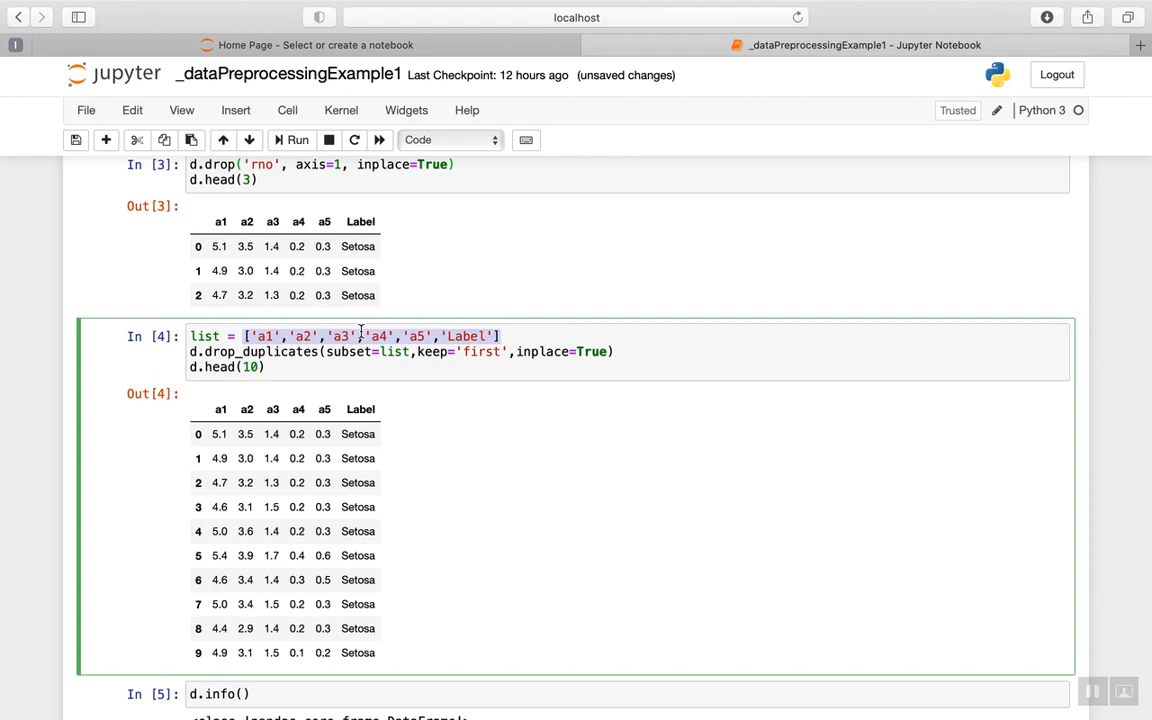 localhost
I
Home Page - Select or create a notebook
_dataPreprocessingExample1 - Jupyter Notebook
jupyter _dataPreprocessingExample1 Last Checkpoint: 12 hours ago (unsaved changes)
Logout
File Edit View Insert Cell Kernel Widgets Help
Trusted Python 3
Run Code
In [3]: d.drop('rno', axis=1, inplace=True)
d.head(3)
Out[3]:
a1 a2 a3 a4 a5 Label
0 5.1 3.5 1.4 0.2 0.3 Setosa
1 4.9 3.0 1.4 0.2 0.3 Setosa
2 4.7 3.2 1.3 0.2 0.3 Setosa
In [4]: list = ['a1','a2','a3','a4','a5','Label']
d.drop_duplicates(subset=list,keep='first',inplace=True)
d.head(10)
Out[4]:
a1 a2 a3 a4 a5 Label
0 5.1 3.5 1.4 0.2 0.3 Setosa
1 4.9 3.0 1.4 0.2 0.3 Setosa
2 4.7 3.2 1.3 0.2 0.3 Setosa
3 4.6 3.1 1.5 0.2 0.3 Setosa
4 5.0 3.6 1.4 0.2 0.3 Setosa
5 5.4 3.9 1.7 0.4 0.6 Setosa
6 4.6 3.4 1.4 0.3 0.5 Setosa
7 5.0 3.4 1.5 0.2 0.3 Setosa
8 4.4 2.9 1.4 0.2 0.3 Setosa
9 4.9 3.1 1.5 0.1 0.2 Setosa
In [5]: d.info()
<class 'pandas.core.frame.DataFrame'>